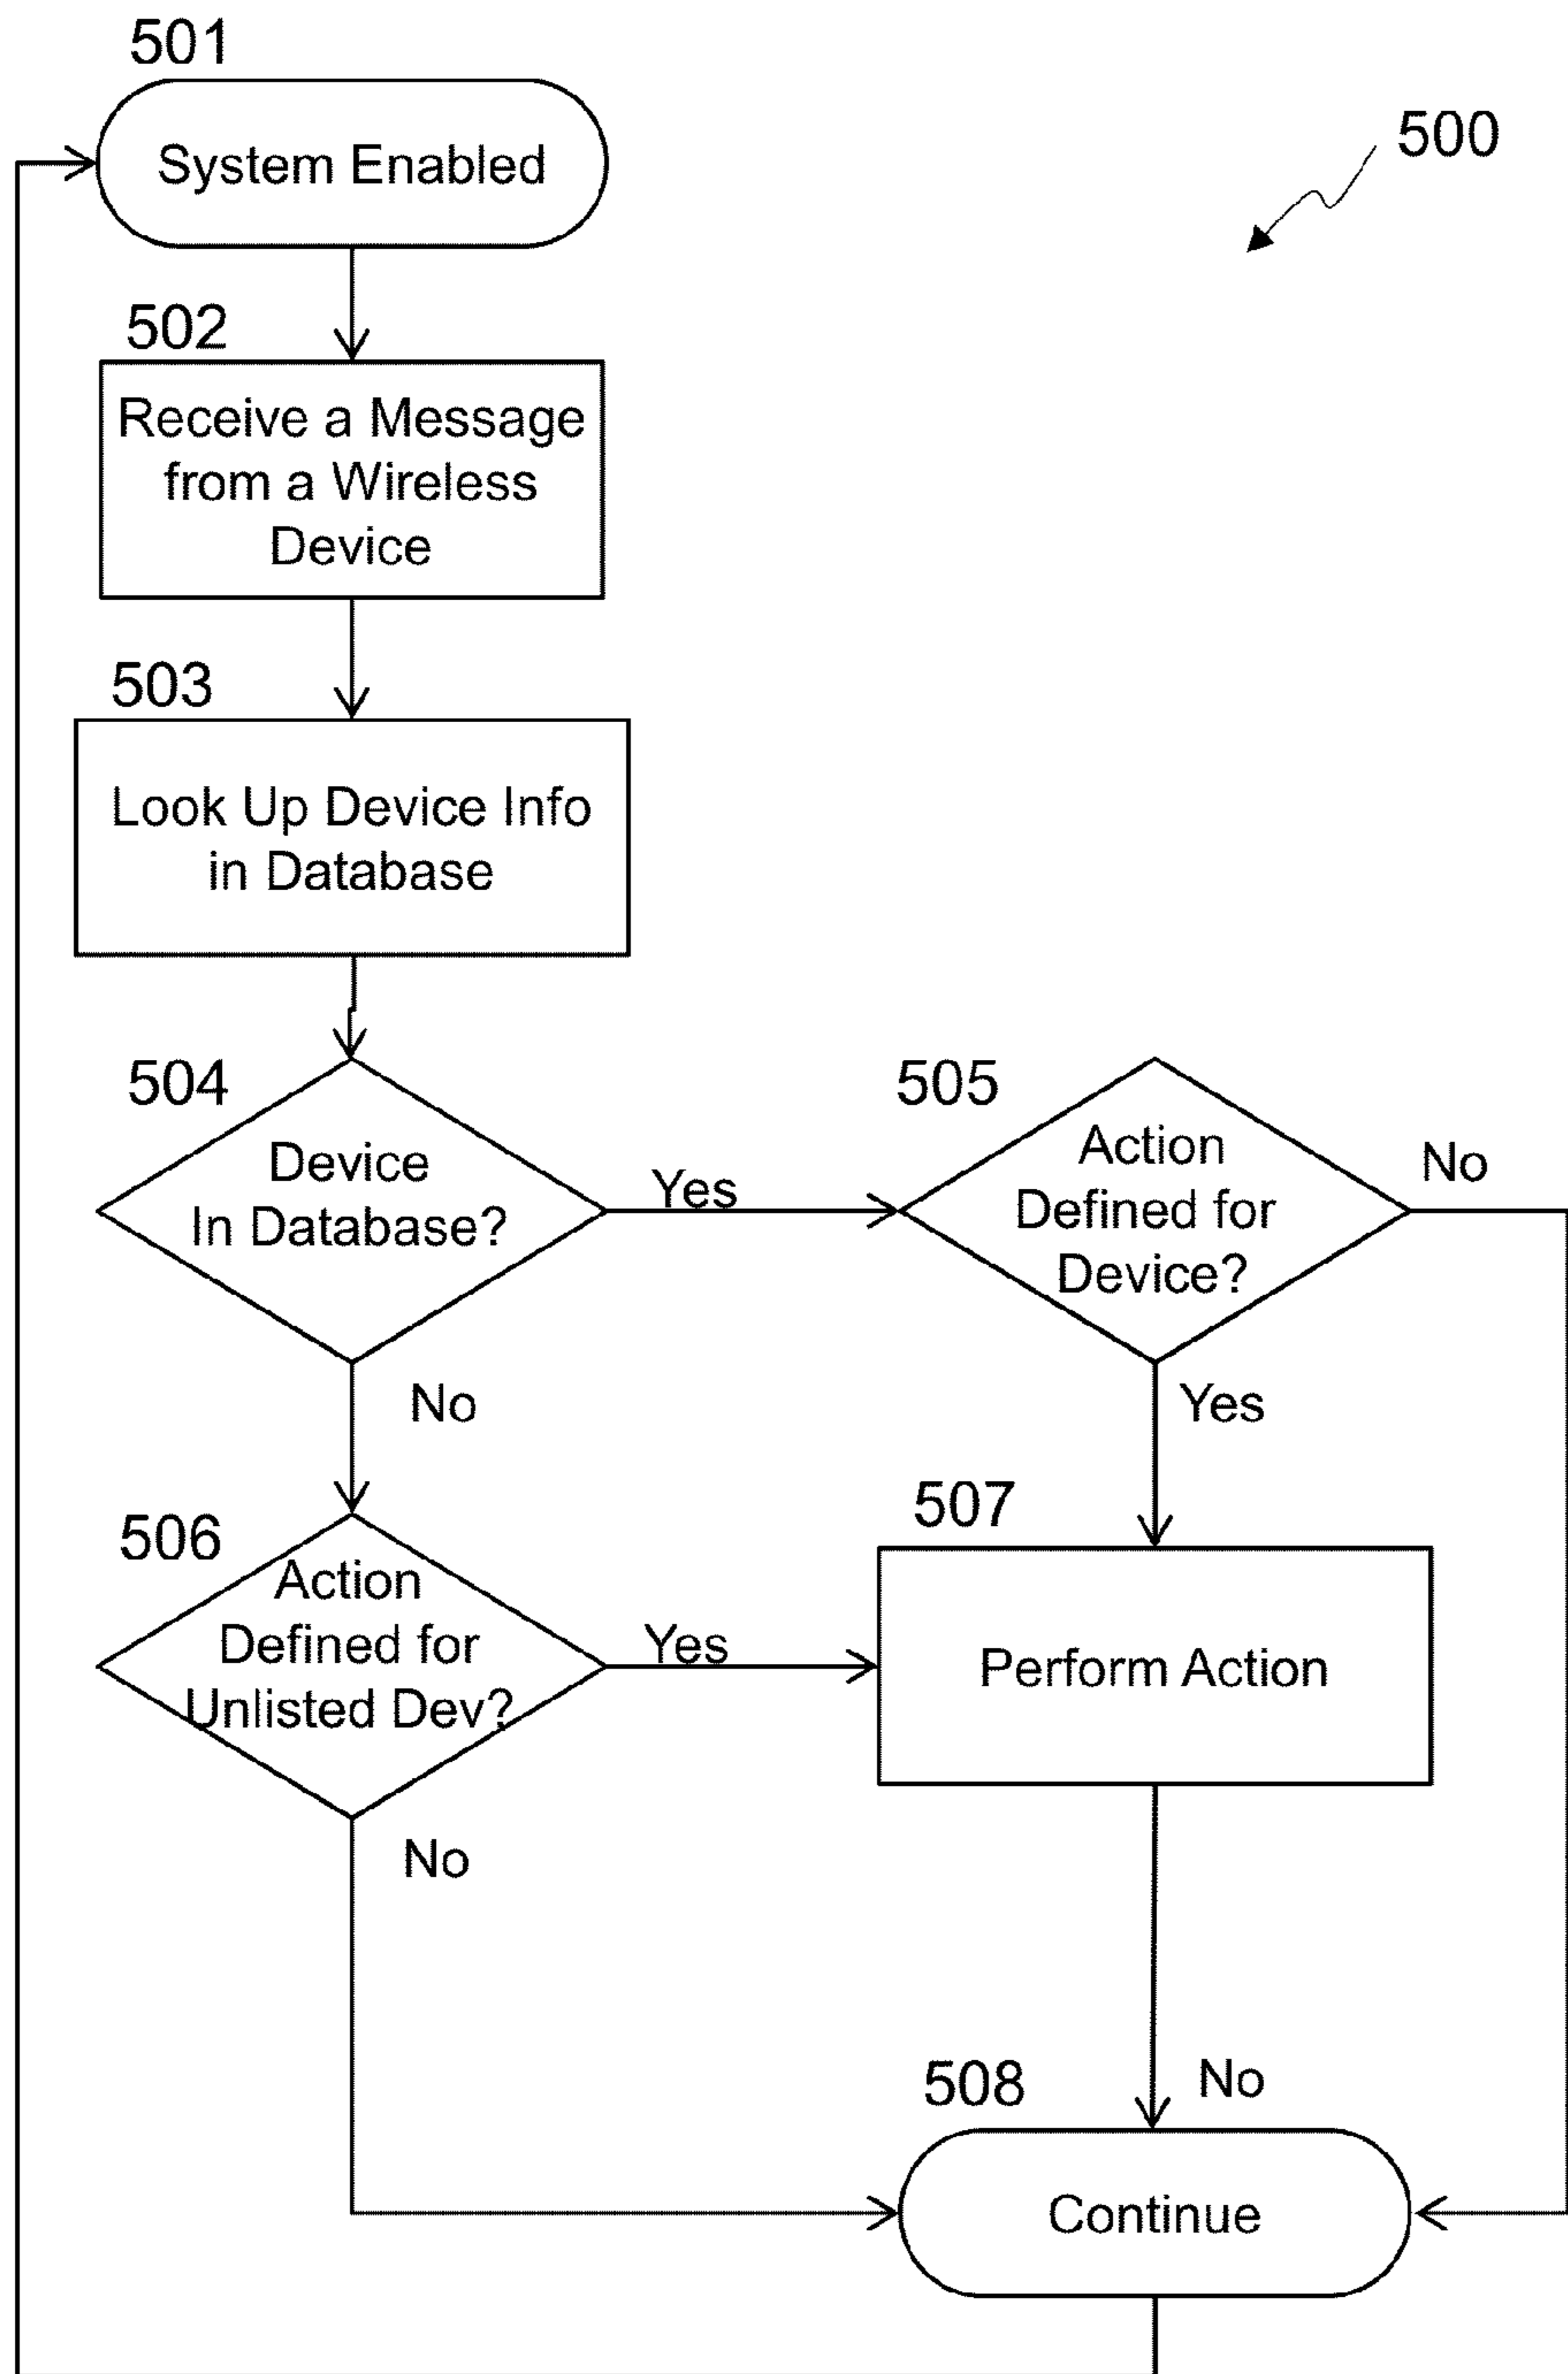 501
System Enabled
500
502
Receive a Message
from a Wireless
Device
503
Look Up Device Info
in Database
504
Device
In Database?
Yes
505
Action
Defined for
Device?
No
No
Yes
506
Action
Defined for
Unlisted Dev?
Yes
507
Perform Action
No
508
No
Continue